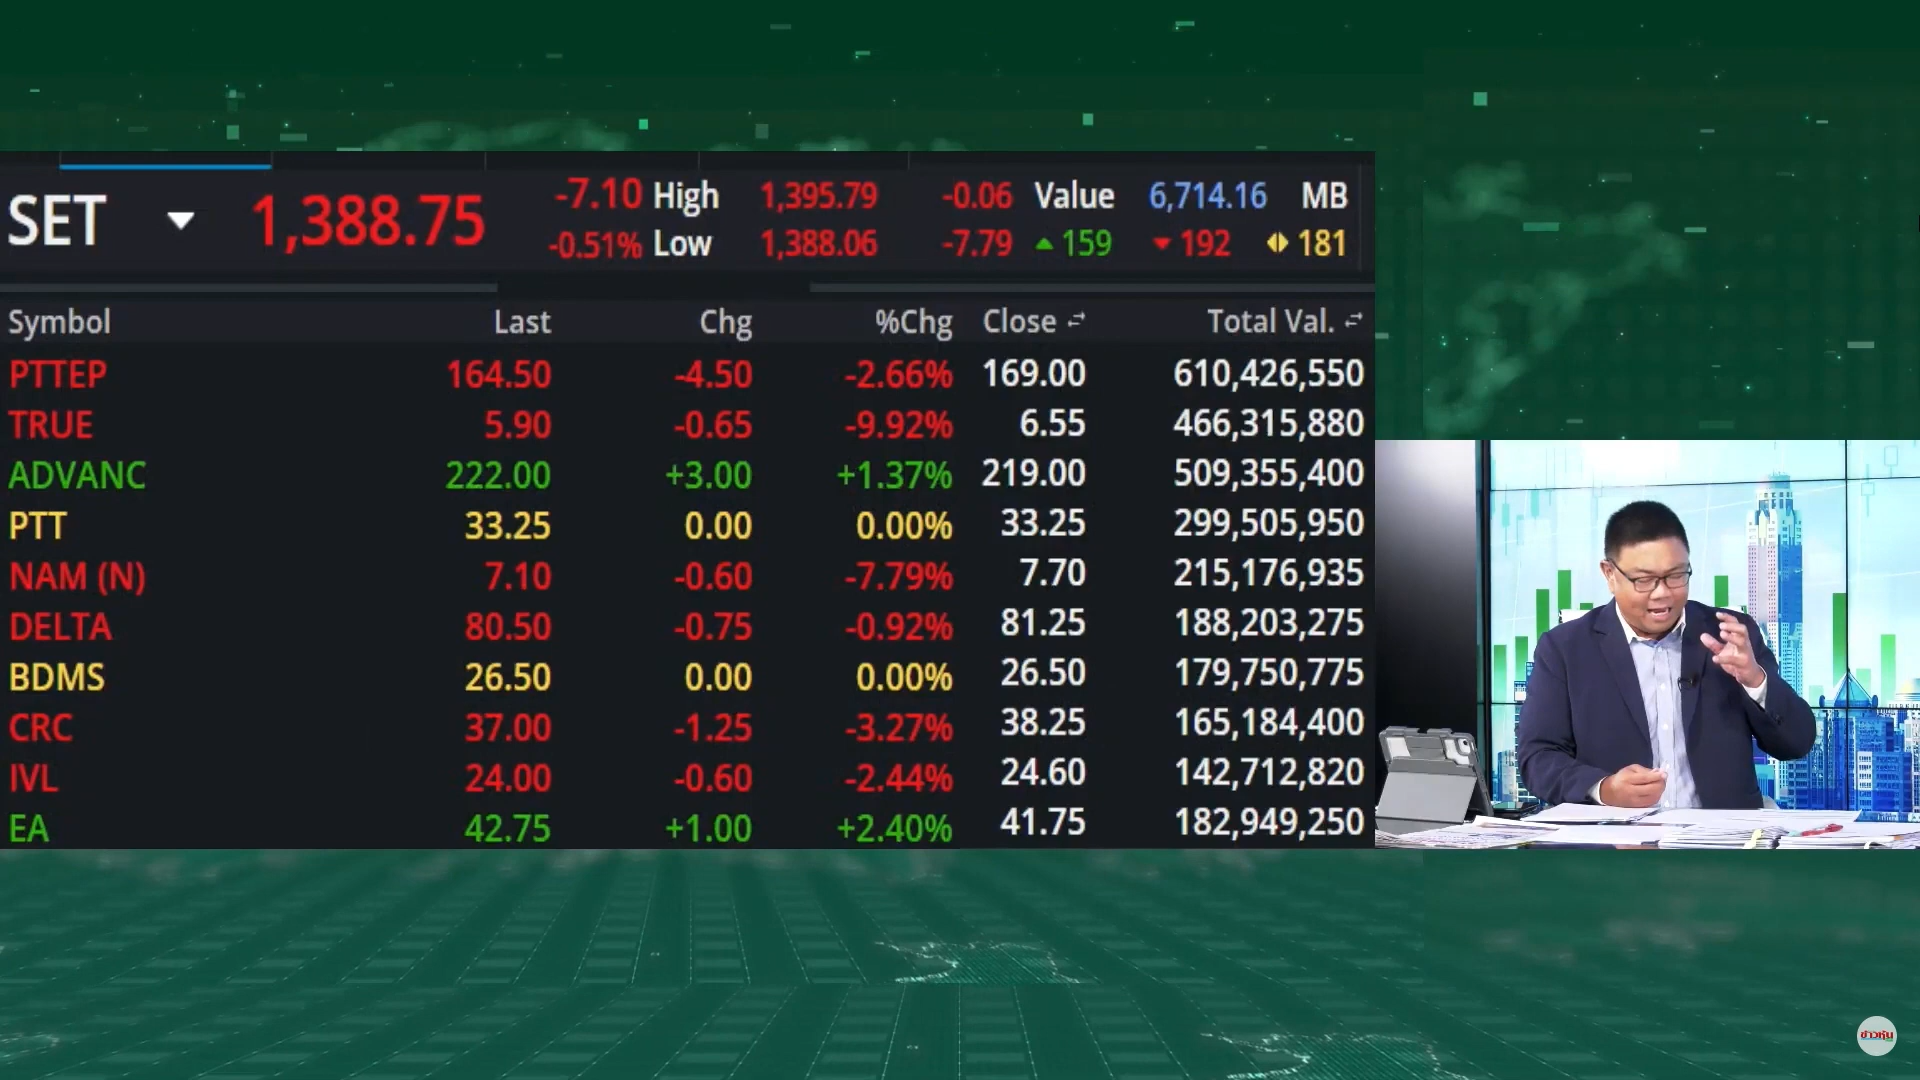 SET 1,388.75 -7.10 High 1,395.79 -0.06 Value 6,714.16 MB
-0.51% Low 1,388.06 -7.79 159 192 181
Symbol Last Chg %Chg Close Total Val.
PTTEP 164.50 -4.50 -2.66% 169.00 610,426,550
TRUE 5.90 -0.65 -9.92% 6.55 466,315,880
ADVANC 222.00 +3.00 +1.37% 219.00 509,355,400
PTT 33.25 0.00 0.00% 33.25 299,505,950
NAM (N) 7.10 -0.60 -7.79% 7.70 215,176,935
DELTA 80.50 -0.75 -0.92% 81.25 188,203,275
BDMS 26.50 0.00 0.00% 26.50 179,750,775
CRC 37.00 -1.25 -3.27% 38.25 165,184,400
IVL 24.00 -0.60 -2.44% 24.60 142,712,820
EA 42.75 +1.00 +2.40% 41.75 182,949,250
ข่าวหุ้น